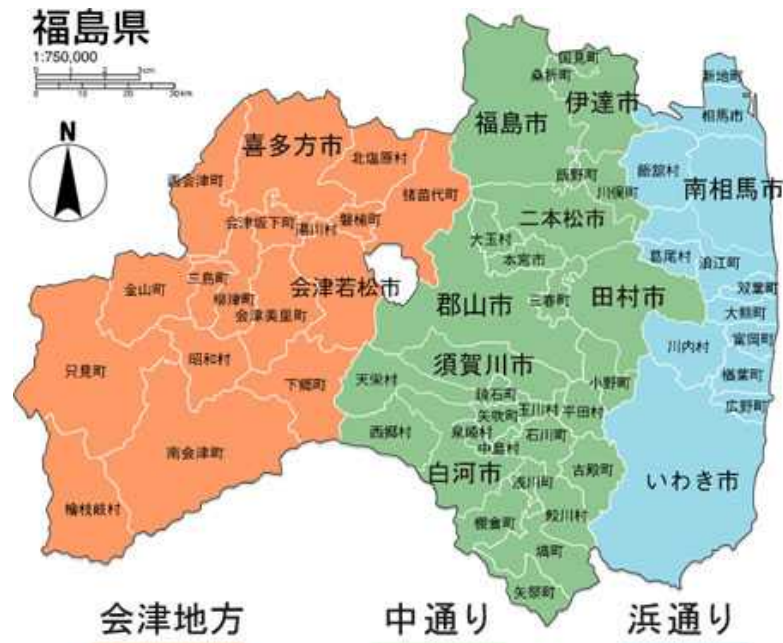 福島県
1:750,000
0 10 20 30km
N
国見町
桑折町
伊達市
新地町
相馬市
福島市
喜多方市
北塩原村
西会津町
猪苗代町
飯野町
川俣町
飯舘村
南相馬市
会津坂下町
湯川村
磐梯町
二本松市
大玉村
本宮市
葛尾村
浪江町
三島町
金山町
柳津町
会津若松市
会津美里町
郡山市
三春町
田村市
双葉町
大熊町
富岡町
川内村
只見町
昭和村
下郷町
天栄村
須賀川市
小野町
楢葉町
広野町
鏡石町
矢吹町
玉川村
平田村
西郷村
泉崎村
中島村
石川町
南会津町
白河市
浅川町
古殿町
いわき市
檜枝岐村
棚倉町
鮫川村
塙町
矢祭町
会津地方
中通り
浜通り